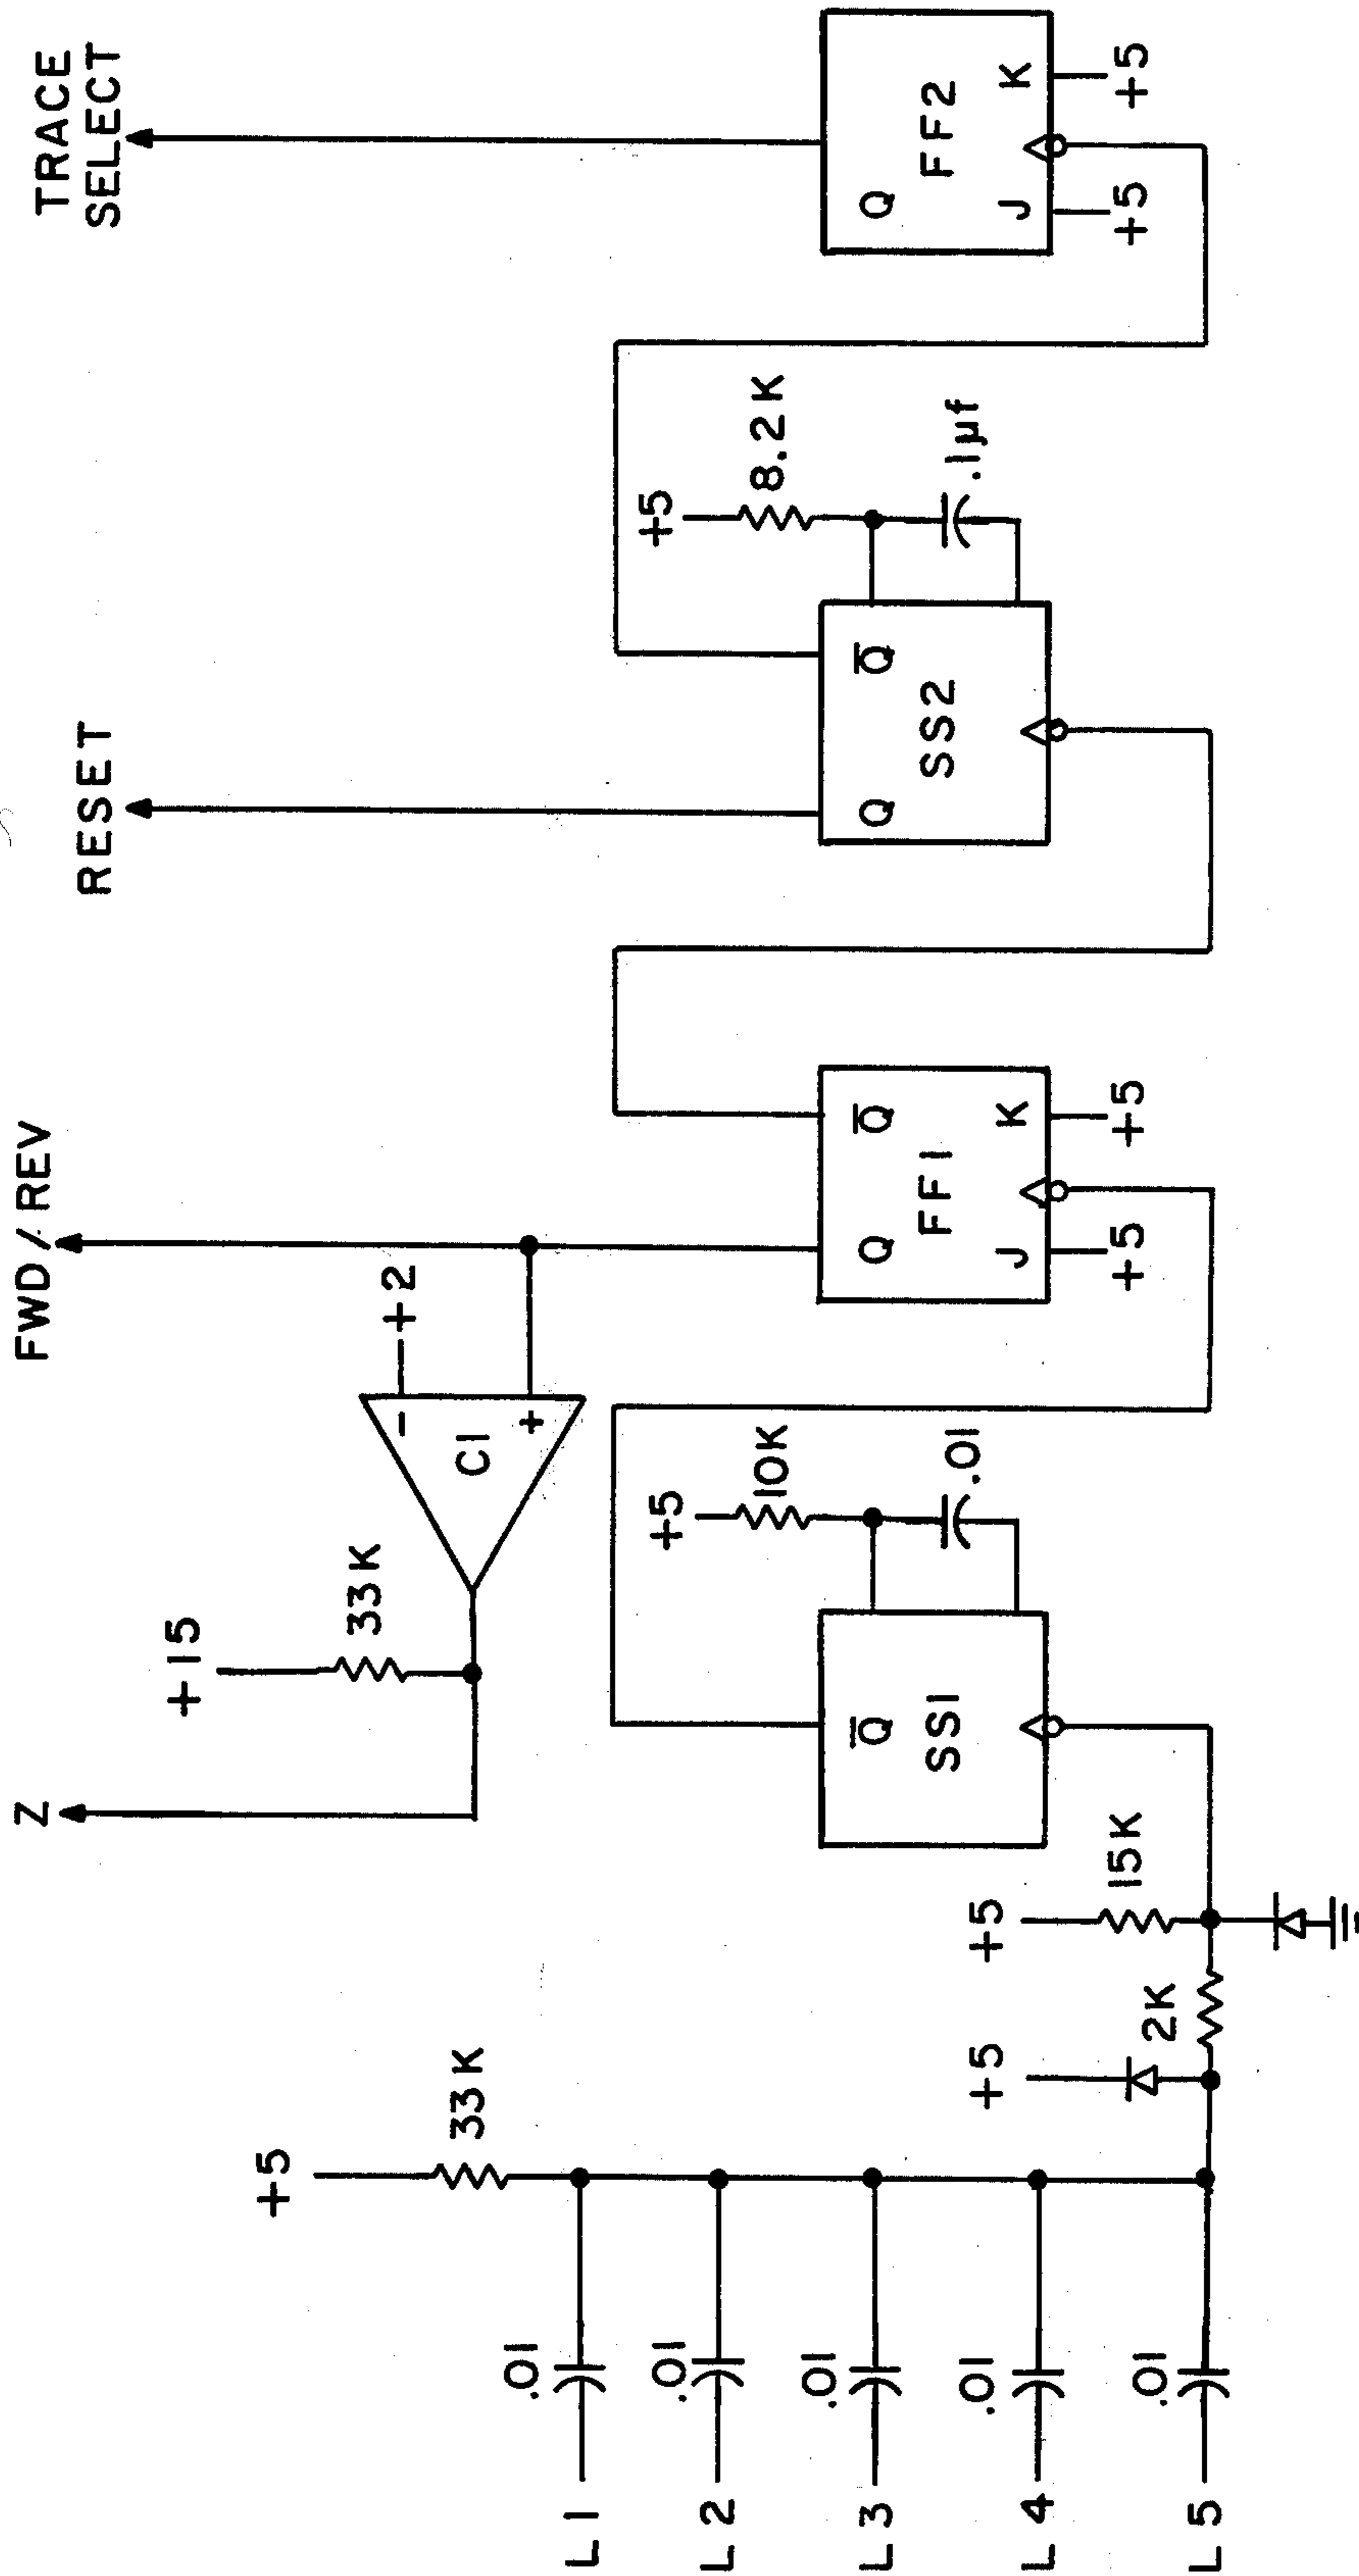 TRACE
SELECT
RESET
FWD / REV
Z
+15
33K
C1
-
+
+2
+5
33K
.01
.01
.01
.01
.01
L1
L2
L3
L4
L5
+5
2K
+5
15K
Q̅
SS1
+5
10K
.01
Q
Q̅
FF1
J
K
+5
+5
Q
Q̅
SS2
+5
8.2K
.1µf
Q
FF2
J
K
+5
+5